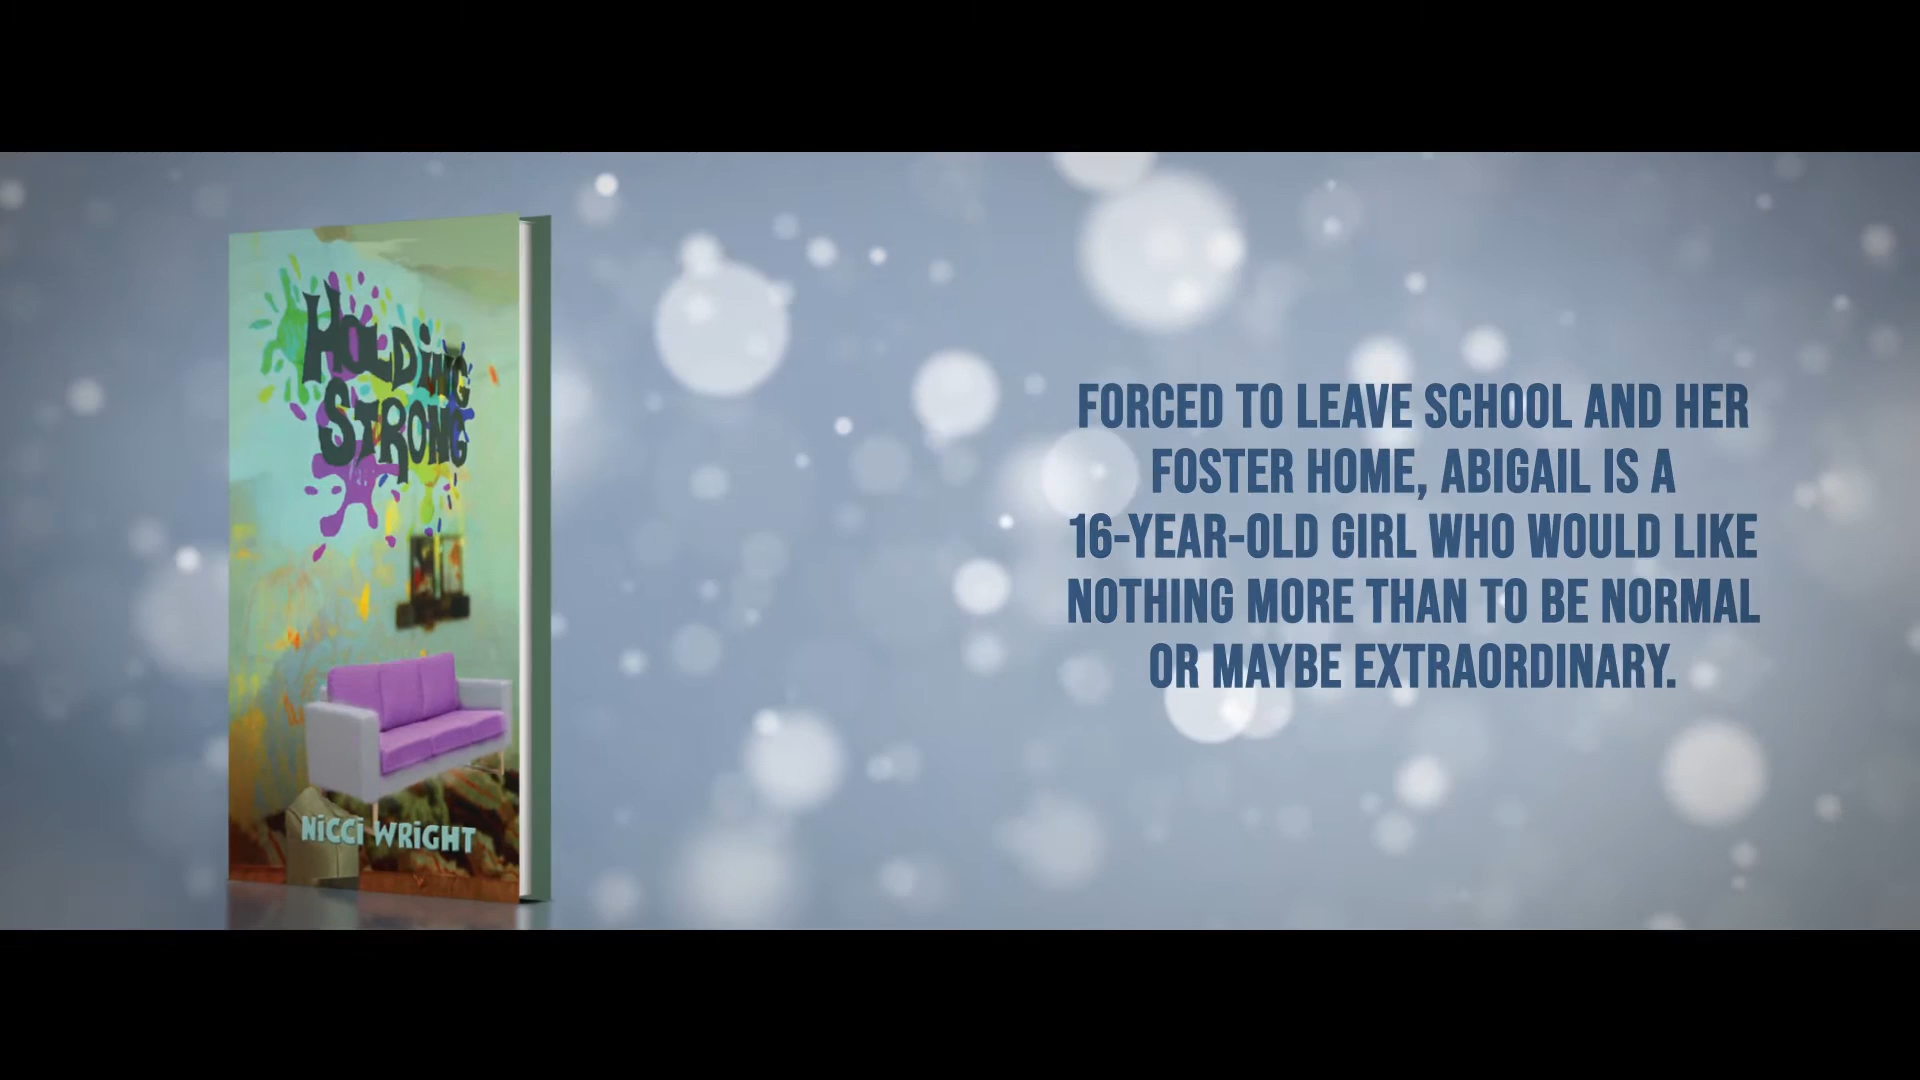 HOLDiNG
STRONG
NiCCi WRiGHT
FORCED TO LEAVE SCHOOL AND HER
FOSTER HOME, ABIGAIL IS A
16-YEAR-OLD GIRL WHO WOULD LIKE
NOTHING MORE THAN TO BE NORMAL
OR MAYBE EXTRAORDINARY.